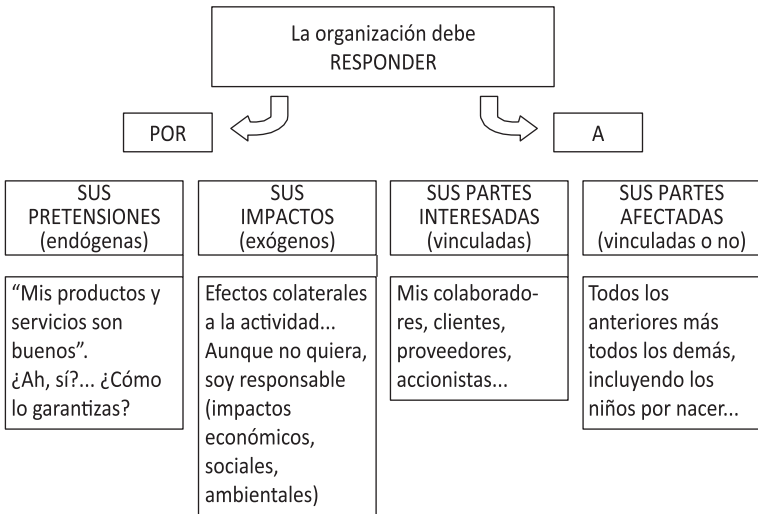 La organización debe
RESPONDER
POR
A
SUS
PRETENSIONES
(endógenas)
SUS
IMPACTOS
(exógenos)
SUS PARTES
INTERESADAS
(vinculadas)
SUS PARTES
AFECTADAS
(vinculadas o no)
“Mis productos y
servicios son
buenos”.
¿Ah, sí?... ¿Cómo
lo garantizas?
Efectos colaterales
a la actividad...
Aunque no quiera,
soy responsable
(impactos
económicos,
sociales,
ambientales)
Mis colaborado-
res, clientes,
proveedores,
accionistas...
Todos los
anteriores más
todos los demás,
incluyendo los
niños por nacer...